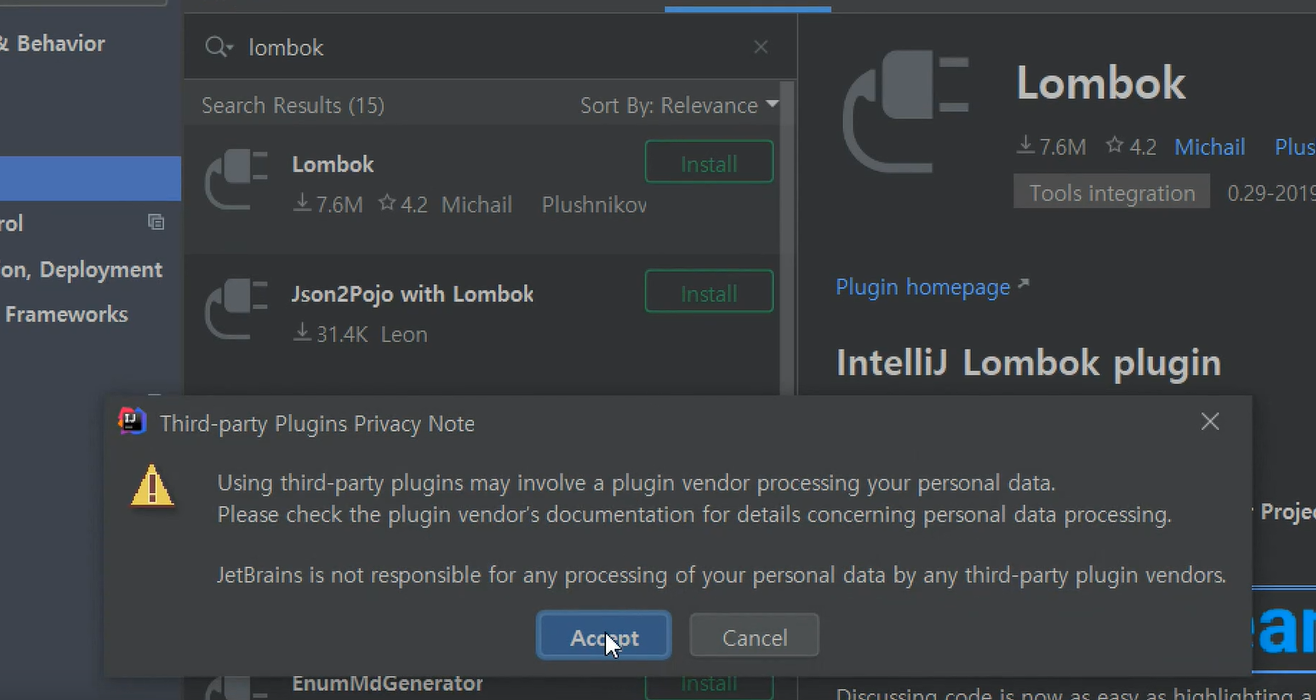 & Behavior
rol
ion, Deployment
Frameworks
lombok
Search Results (15)
Sort By: Relevance
Lombok
Install
7.6M 4.2 Michail Plushnikov
Json2Pojo with Lombok
Install
31.4K Leon
EnumMdGenerator
Install
Lombok
7.6M 4.2 Michail Plus
Tools integration 0.29-2019
Plugin homepage
IntelliJ Lombok plugin
Projec
Discussing code is now as easy as highlighting a
IJ
Third-party Plugins Privacy Note
Using third-party plugins may involve a plugin vendor processing your personal data.
Please check the plugin vendor's documentation for details concerning personal data processing.
JetBrains is not responsible for any processing of your personal data by any third-party plugin vendors.
Accept
Cancel